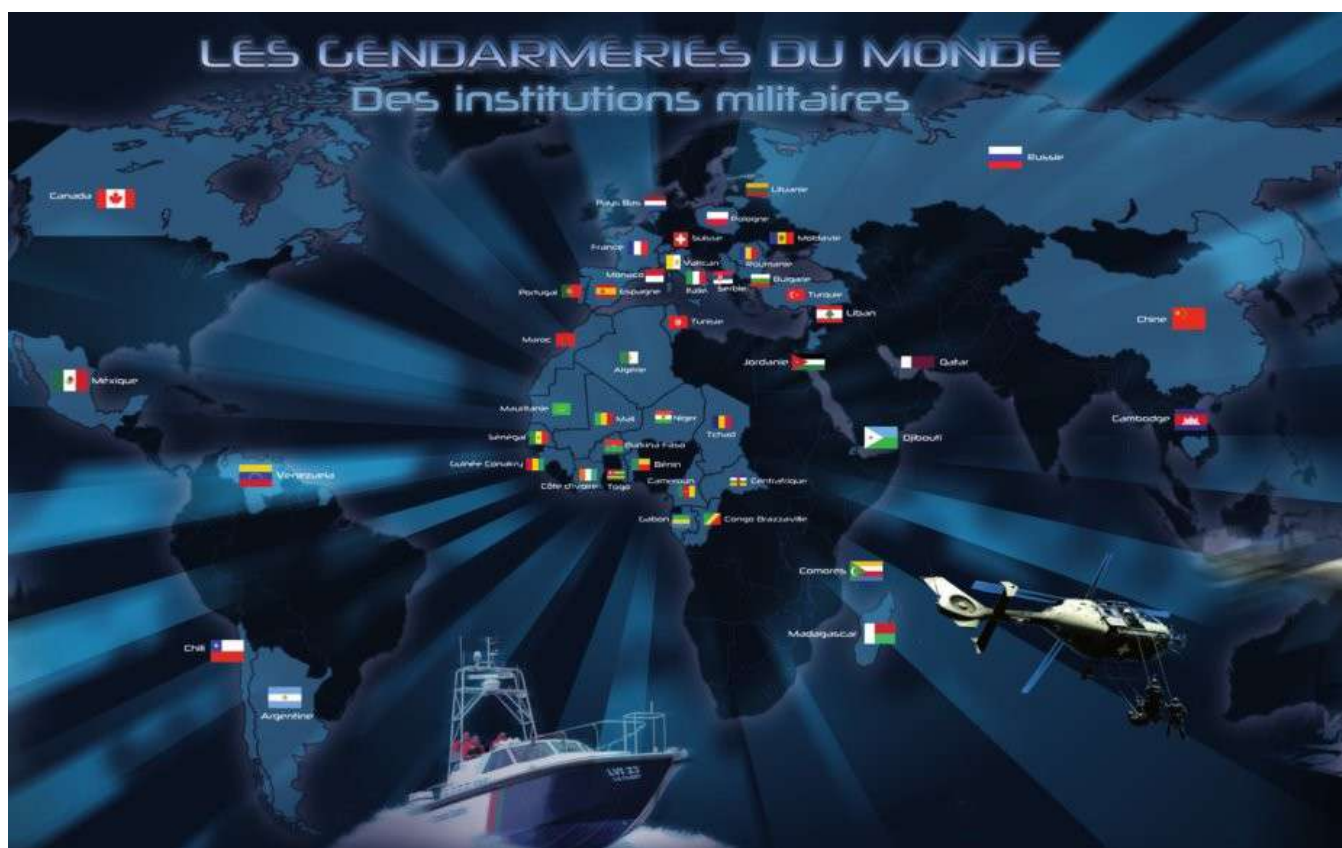 LES GENDARMERIES DU MONDE
Des institutions militaires
Russie
Canada
Lituanie
Pays Bas
Pologne
Suisse
Moldavie
France
Vatican
Roumanie
Monaco
Italie
Serbie
Bulgarie
Portugal
Espagne
Turquie
Liban
Chine
Tunisie
Maroc
Algérie
Jordanie
Qatar
Méxique
Mauritanie
Mali
Niger
Tchad
Cambodge
Sénégal
Burkina Faso
Djibouti
Guinée Conakry
Bénin
Venezuela
Côte d'Ivoire
Togo
Cameroun
Centrafrique
Gabon
Congo Brazzaville
Comores
Madagascar
Chili
Argentine
LVI 23